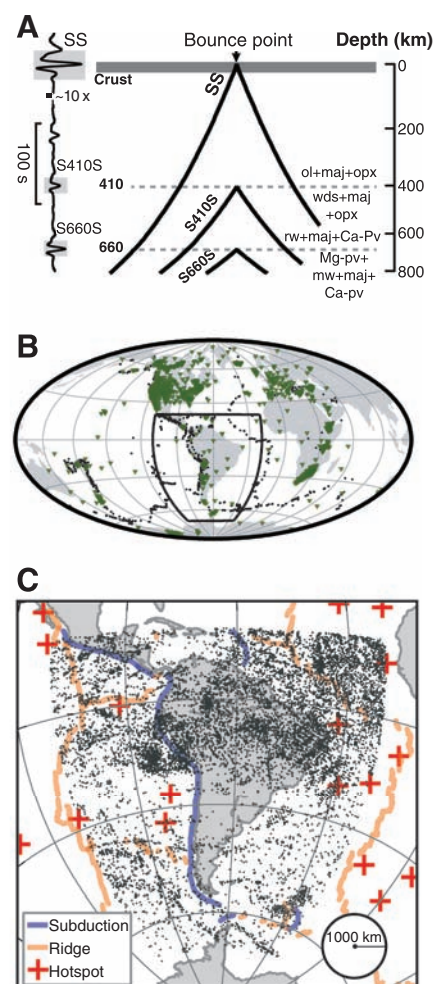 A
SS
Bounce point
Depth (km)
Crust
SS
0
~10 x
100 s
200
S410S
410
S410S
ol+maj+opx
400
wds+maj
+opx
S660S
660
S660S
rw+maj+Ca-Pv
600
Mg-pv+
mw+maj+
Ca-pv
800
B
C
Subduction
Ridge
Hotspot
1000 km